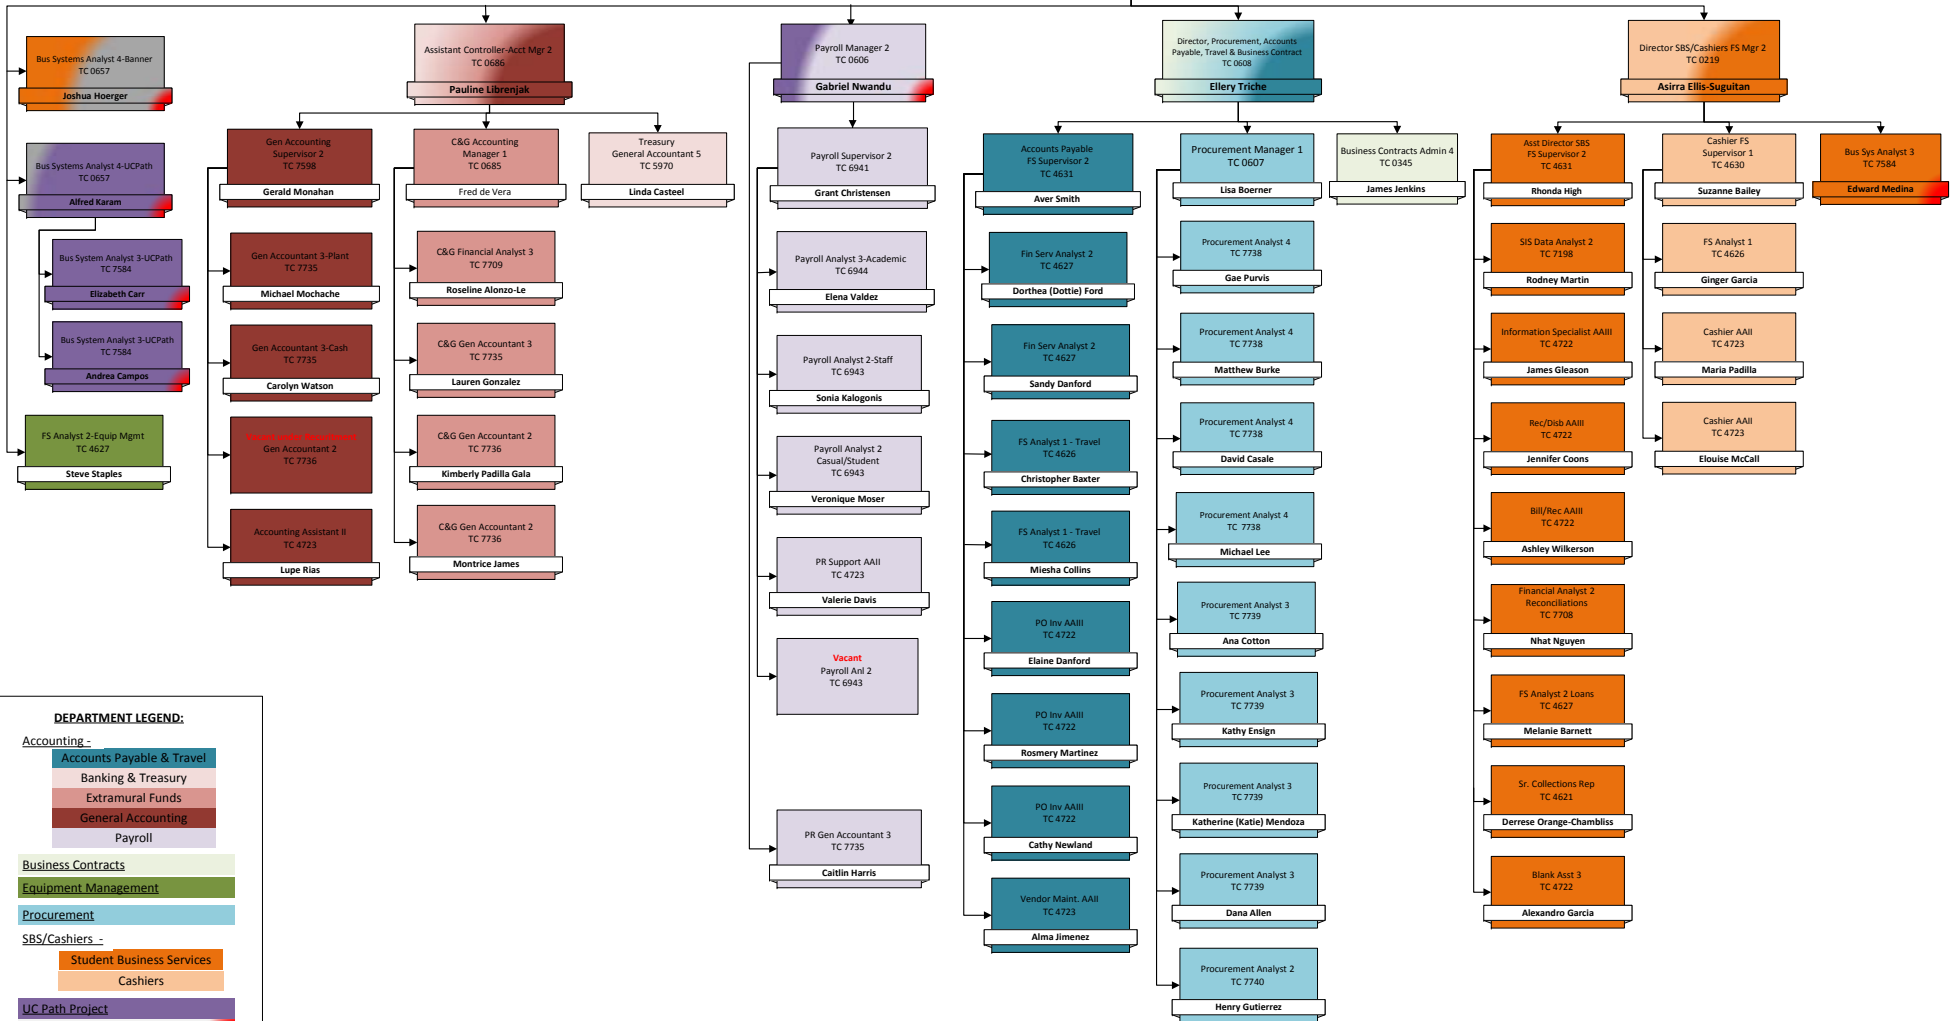 Bus Systems Analyst 4-Banner
TC 0657
Joshua Hoerger
Bus Systems Analyst 4-UCPath
TC 0657
Alfred Karam
Bus System Analyst 3-UCPath
TC 7584
Elizabeth Carr
Bus System Analyst 3-UCPath
TC 7584
Andrea Campos
FS Analyst 2-Equip Mgmt
TC 4627
Steve Staples
Assistant Controller-Acct Mgr 2
TC 0686
Pauline Librenjak
Gen Accounting
Supervisor 2
TC 7598
Gerald Monahan
Gen Accountant 3-Plant
TC 7735
Michael Mochache
Gen Accountant 3-Cash
TC 7735
Carolyn Watson
Gen Accountant 2
TC 7736
Accounting Assistant II
TC 4723
Lupe Rias
C&G Accounting
Manager 1
TC 0685
Fred de Vera
C&G Financial Analyst 3
TC 7709
Roseline Alonzo-Le
C&G Gen Accountant 3
TC 7735
Lauren Gonzalez
C&G Gen Accountant 2
TC 7736
Kimberly Padilla Gala
C&G Gen Accountant 2
TC 7736
Montrice James
Treasury
General Accountant 5
TC 5970
Linda Casteel
Payroll Manager 2
TC 0606
Gabriel Nwandu
Payroll Supervisor 2
TC 6941
Grant Christensen
Payroll Analyst 3-Academic
TC 6944
Elena Valdez
Payroll Analyst 2-Staff
TC 6943
Sonia Kalogonis
Payroll Analyst 2
Casual/Student
TC 6943
Veronique Moser
PR Support AAII
TC 4723
Valerie Davis
Vacant
Payroll Anl 2
TC 6943
PR Gen Accountant 3
TC 7735
Caitlin Harris
Director, Procurement, Accounts
Payable, Travel & Business Contract
TC 0608
Ellery Triche
Accounts Payable
FS Supervisor 2
TC 4631
Aver Smith
Fin Serv Analyst 2
TC 4627
Dorthea (Dottie) Ford
Fin Serv Analyst 2
TC 4627
Sandy Danford
FS Analyst 1 - Travel
TC 4626
Christopher Baxter
FS Analyst 1 - Travel
TC 4626
Miesha Collins
PO Inv AAIII
TC 4722
Elaine Danford
PO Inv AAIII
TC 4722
Rosmery Martinez
PO Inv AAIII
TC 4722
Cathy Newland
Vendor Maint. AAII
TC 4723
Alma Jimenez
Procurement Manager 1
TC 0607
Lisa Boerner
Procurement Analyst 4
TC 7738
Gae Purvis
Procurement Analyst 4
TC 7738
Matthew Burke
Procurement Analyst 4
TC 7738
David Casale
Procurement Analyst 4
TC 7738
Michael Lee
Procurement Analyst 3
TC 7739
Ana Cotton
Procurement Analyst 3
TC 7739
Kathy Ensign
Procurement Analyst 3
TC 7739
Katherine (Katie) Mendoza
Procurement Analyst 3
TC 7739
Dana Allen
Procurement Analyst 2
TC 7740
Henry Gutierrez
Business Contracts Admin 4
TC 0345
James Jenkins
Director SBS/Cashiers FS Mgr 2
TC 0219
Asirra Ellis-Suguitan
Asst Director SBS
FS Supervisor 2
TC 4631
Rhonda High
SIS Data Analyst 2
TC 7198
Rodney Martin
Information Specialist AAIII
TC 4722
James Gleason
Rec/Disb AAIII
TC 4722
Jennifer Coons
Bill/Rec AAIII
TC 4722
Ashley Wilkerson
Financial Analyst 2
Reconciliations
TC 7708
Nhat Nguyen
FS Analyst 2 Loans
TC 4627
Melanie Barnett
Sr. Collections Rep
TC 4621
Derrese Orange-Chambliss
Blank Asst 3
TC 4722
Alexandro Garcia
Cashier FS
Supervisor 1
TC 4630
Suzanne Bailey
FS Analyst 1
TC 4626
Ginger Garcia
Cashier AAII
TC 4723
Maria Padilla
Cashier AAII
TC 4723
Elouise McCall
Bus Sys Analyst 3
TC 7584
Edward Medina
DEPARTMENT LEGEND:
Accounting -
Accounts Payable & Travel
Banking & Treasury
Extramural Funds
General Accounting
Payroll
Business Contracts
Equipment Management
Procurement
SBS/Cashiers -
Student Business Services
Cashiers
UC Path Project